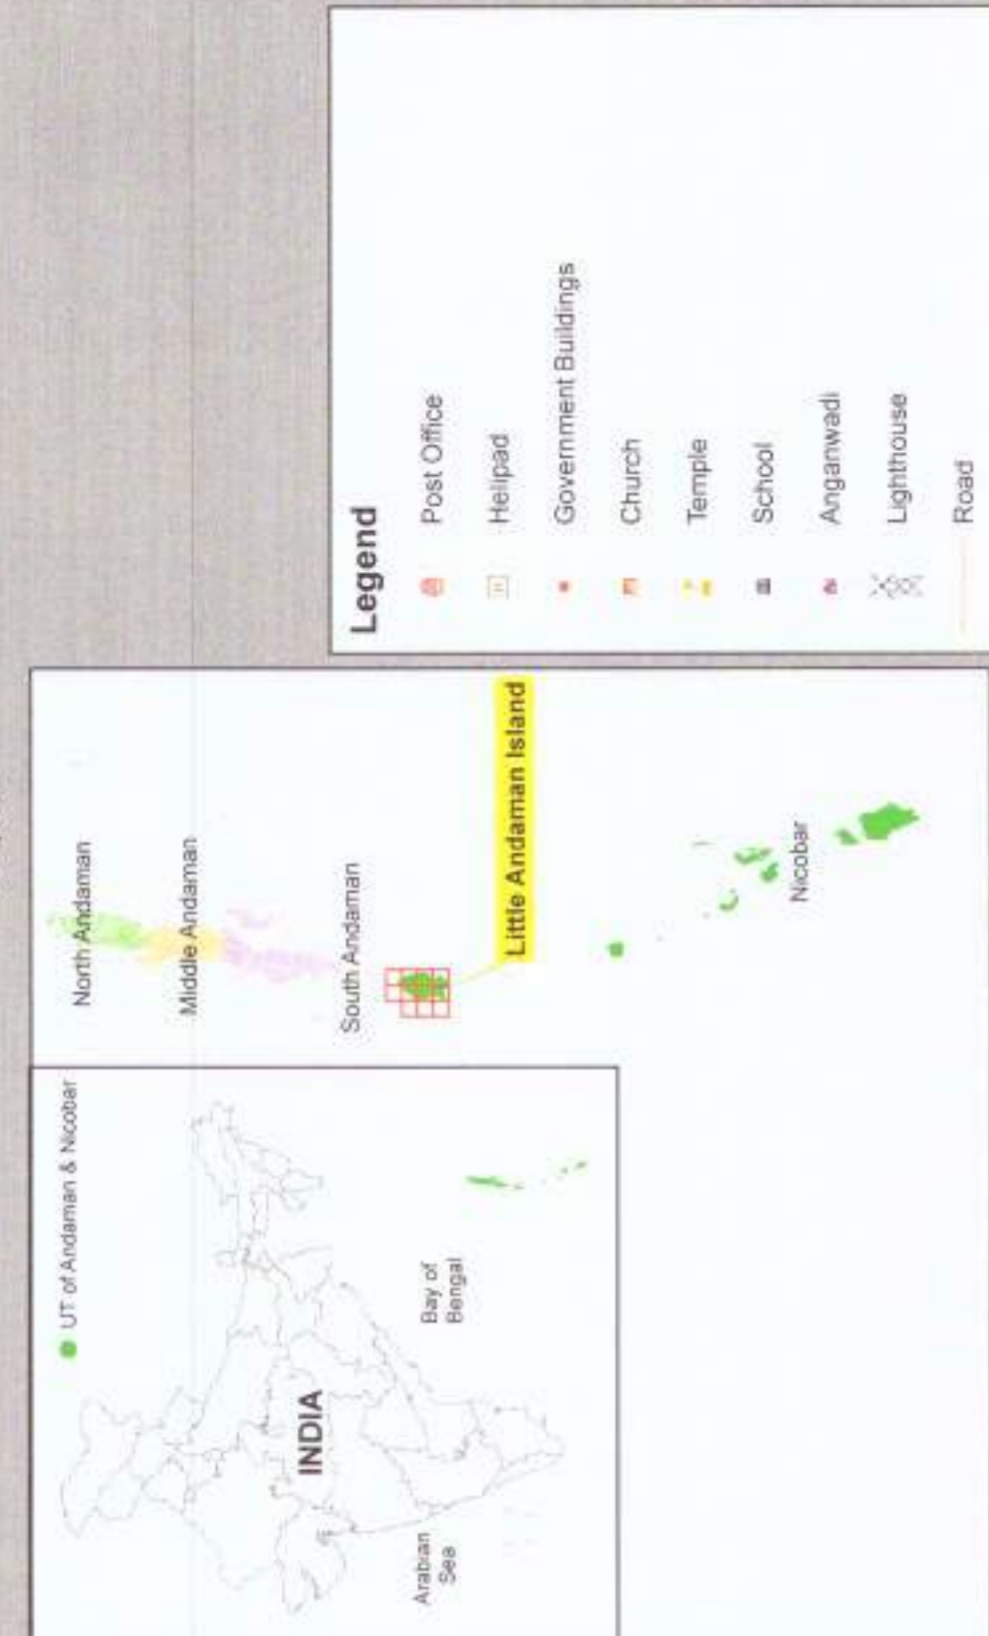 UT of Andaman & Nicobar
INDIA
Arabian
Sea
Bay of
Bengal
North Andaman
Middle Andaman
South Andaman
Little Andaman Island
Nicobar
Legend
Post Office
Helipad
Government Buildings
Church
Temple
School
Anganwadi
Lighthouse
Road